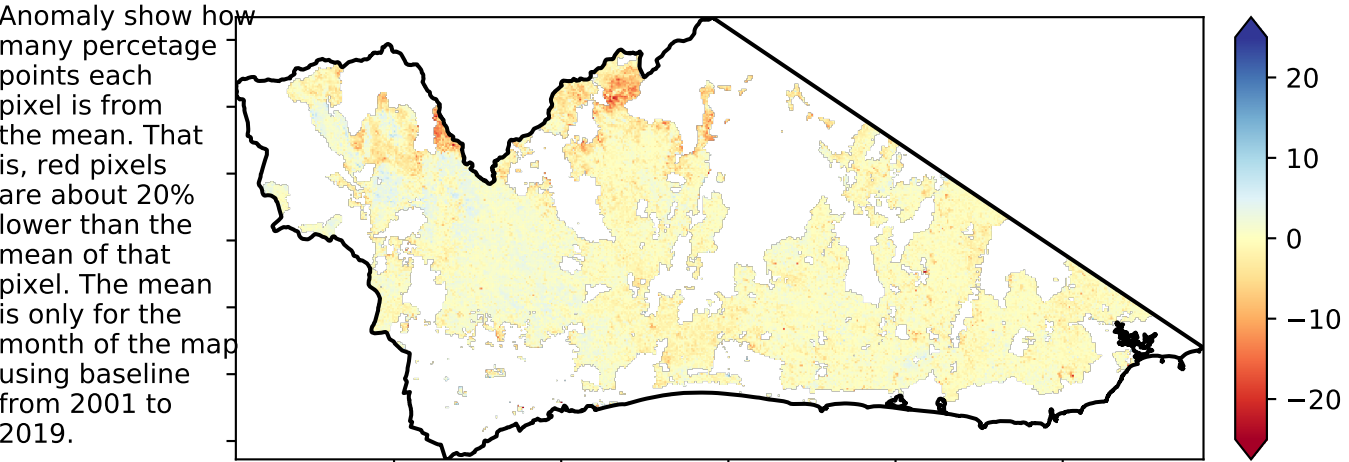 Anomaly show how
many percetage
points each
pixel is from
the mean. That
is, red pixels
are about 20%
lower than the
mean of that
pixel. The mean
is only for the
month of the map
using baseline
from 2001 to
2019.
20
10
0
−10
−20